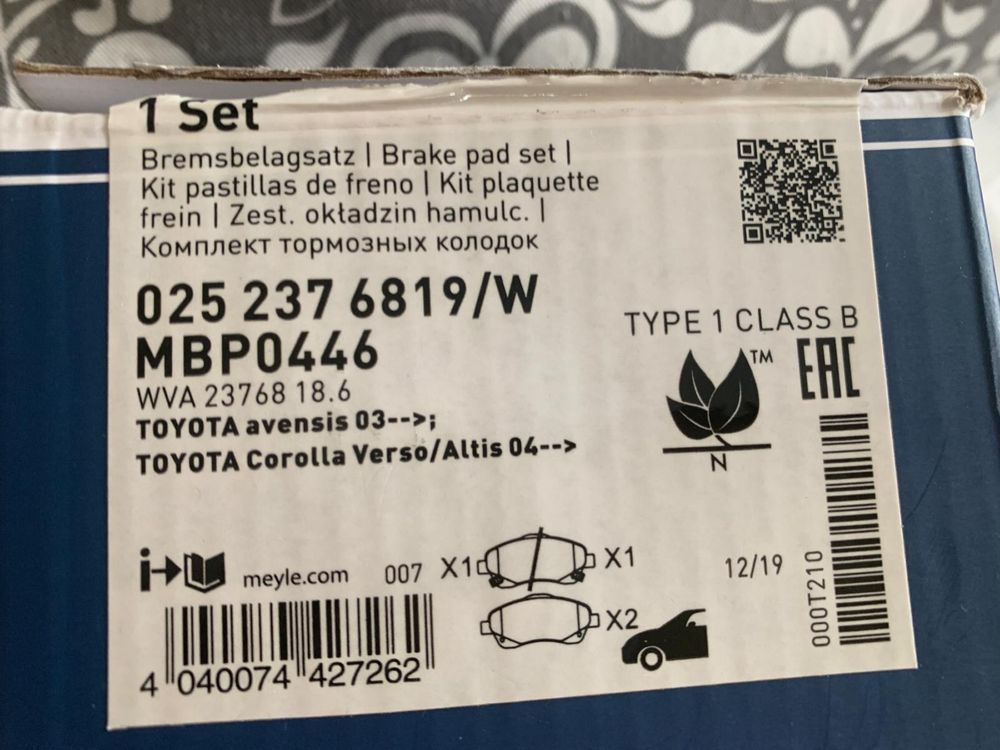 1 Set
Bremsbelagsatz | Brake pad set |
Kit pastillas de freno | Kit plaquette
frein | Zest. okładzin hamulc. |
Комплект тормозных колодок
025 237 6819/W
MBP0446
WVA 23768 18.6
TOYOTA avensis 03-->;
TOYOTA Corolla Verso/Altis 04-->
TYPE 1 CLASS B
TM
EAC
N
i
meyle.com
007
X1
X1
X2
12/19
000T210
4 040074 427262